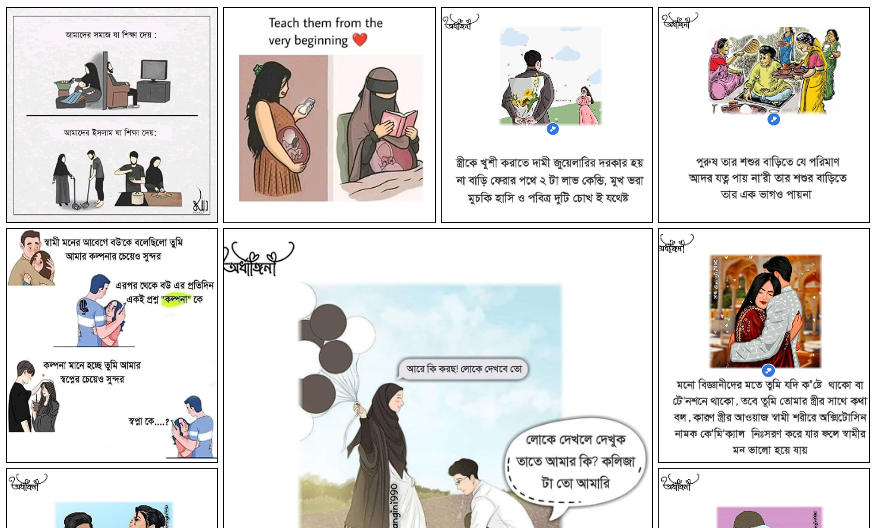 আমাদের সমাজ যা শিক্ষা দেয় :
আমাদের ইসলাম যা শিক্ষা দেয়:
Teach them from the
very beginning ❤️
অর্ধাঙ্গিনী
স্ত্রীকে খুশী করাতে দামী জুয়েলারির দরকার হয়
না বাড়ি ফেরার পথে ২ টা লাভ কেন্ডি, মুখ ভরা
মুচকি হাসি ও পবিত্র দুটি চোখ ই যথেষ্ট
অর্ধাঙ্গিনী
পুরুষ তার শশুর বাড়িতে যে পরিমাণ
আদর যত্ন পায় না'রী তার শশুর বাড়িতে
তার এক ভাগও পায়না
স্বামী মনের আবেগে বউ'কে বলেছিলো তুমি
আমার কল্পনার চেয়েও সুন্দর
এরপর থেকে বউ এর প্রতিদিন
একই প্রশ্ন "কল্পনা" কে
কল্পনা মানে হচ্ছে তুমি আমার
স্বপ্নের চেয়েও সুন্দর
স্বপ্না কে....?
অর্ধাঙ্গিনী
আরে কি করছ! লোকে দেখবে তো
লোকে দেখলে দেখুক
তাতে আমার কি? কলিজা
টা তো আমারি
angini990
অর্ধাঙ্গিনী
মনো বিজ্ঞানীদের মতে তুমি যদি ক'ষ্টে থাকো বা
টে'নশনে থাকো , তবে তুমি তোমার স্ত্রীর সাথে কথা
বল , কারণ স্ত্রীর আওয়াজ স্বামী শরীরে অক্সিটোসিন
নামক কে'মি'ক্যাল নিঃসরণ করে যার ফলে স্বামীর
মন ভালো হয়ে যায়
অর্ধাঙ্গিনী
অর্ধাঙ্গিনী